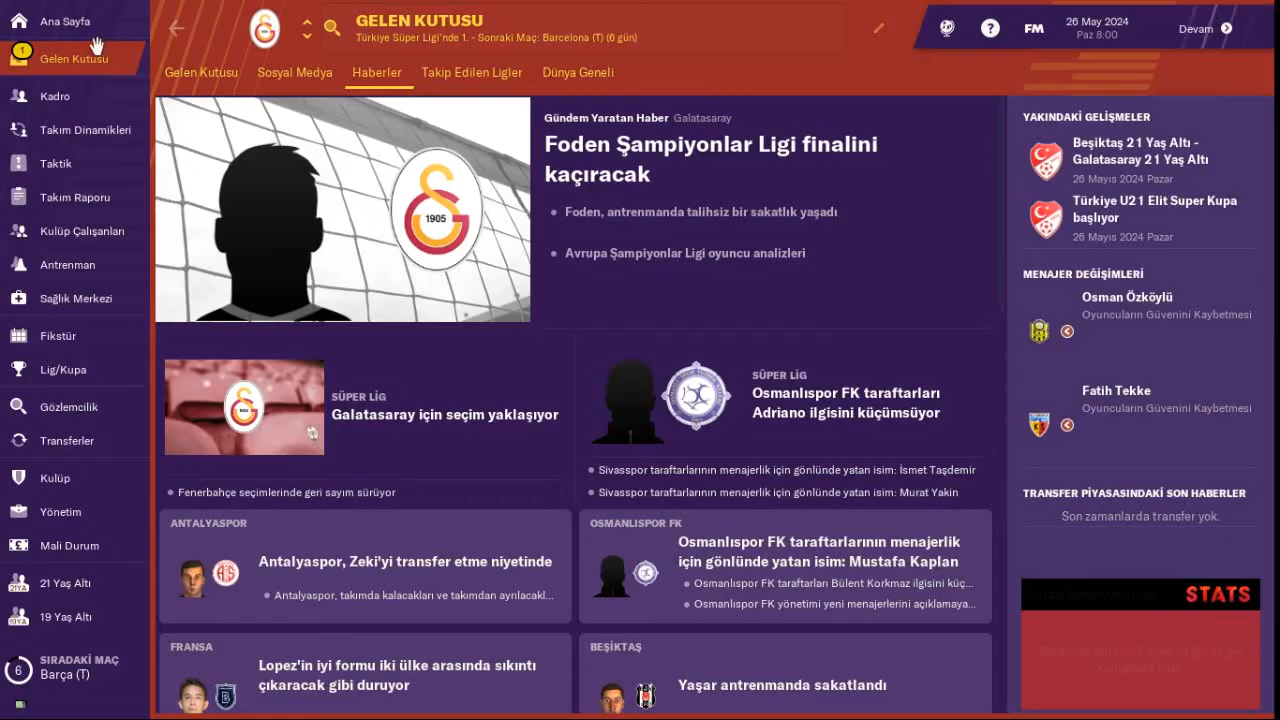 Ana Sayfa
1
Gelen Kutusu
Kadro
Takım Dinamikleri
Taktik
Takım Raporu
Kulüp Çalışanları
Antrenman
Sağlık Merkezi
Fikstür
Lig/Kupa
Gözlemcilik
Transferler
Kulüp
Yönetim
Mali Durum
21YA
21 Yaş Altı
19YA
19 Yaş Altı
6
SIRADAKİ MAÇ
Barça (T)
GELEN KUTUSU
Türkiye Süper Ligi'nde 1. - Sonraki Maç: Barcelona (T) (6 gün)
?
FM
26 May 2024
Paz 8:00
Devam
Gelen Kutusu
Sosyal Medya
Haberler
Takip Edilen Ligler
Dünya Geneli
1905
Gündem Yaratan Haber Galatasaray
Foden Şampiyonlar Ligi finalini
kaçıracak
Foden, antrenmanda talihsiz bir sakatlık yaşadı
Avrupa Şampiyonlar Ligi oyuncu analizleri
SÜPER LİG
Galatasaray için seçim yaklaşıyor
Fenerbahçe seçimlerinde geri sayım sürüyor
SÜPER LİG
Osmanlıspor FK taraftarları
Adriano ilgisini küçümsüyor
Sivasspor taraftarlarının menajerlik için gönlünde yatan isim: İsmet Taşdemir
Sivasspor taraftarlarının menajerlik için gönlünde yatan isim: Murat Yakin
ANTALYASPOR
Antalyaspor, Zeki'yi transfer etme niyetinde
Antalyaspor, takımda kalacakları ve takımdan ayrılacakl...
OSMANLISPOR FK
Osmanlıspor FK taraftarlarının menajerlik
için gönlünde yatan isim: Mustafa Kaplan
Osmanlıspor FK taraftarları Bülent Korkmaz ilgisini küç...
Osmanlıspor FK yönetimi yeni menajerlerini açıklamaya...
FRANSA
Lopez'in iyi formu iki ülke arasında sıkıntı
çıkaracak gibi duruyor
BEŞİKTAŞ
Yaşar antrenmanda sakatlandı
YAKINDAKİ GELİŞMELER
Beşiktaş 21 Yaş Altı -
Galatasaray 21 Yaş Altı
26 Mayıs 2024 Pazar
Türkiye U21 Elit Super Kupa
başlıyor
26 Mayıs 2024 Pazar
MENAJER DEĞİŞİMLERİ
Osman Özköylü
Oyuncuların Güvenini Kaybetmesi
Fatih Tekke
Oyuncuların Güvenini Kaybetmesi
TRANSFER PİYASASINDAKİ SON HABERLER
Son zamanlarda transfer yok.
STATS